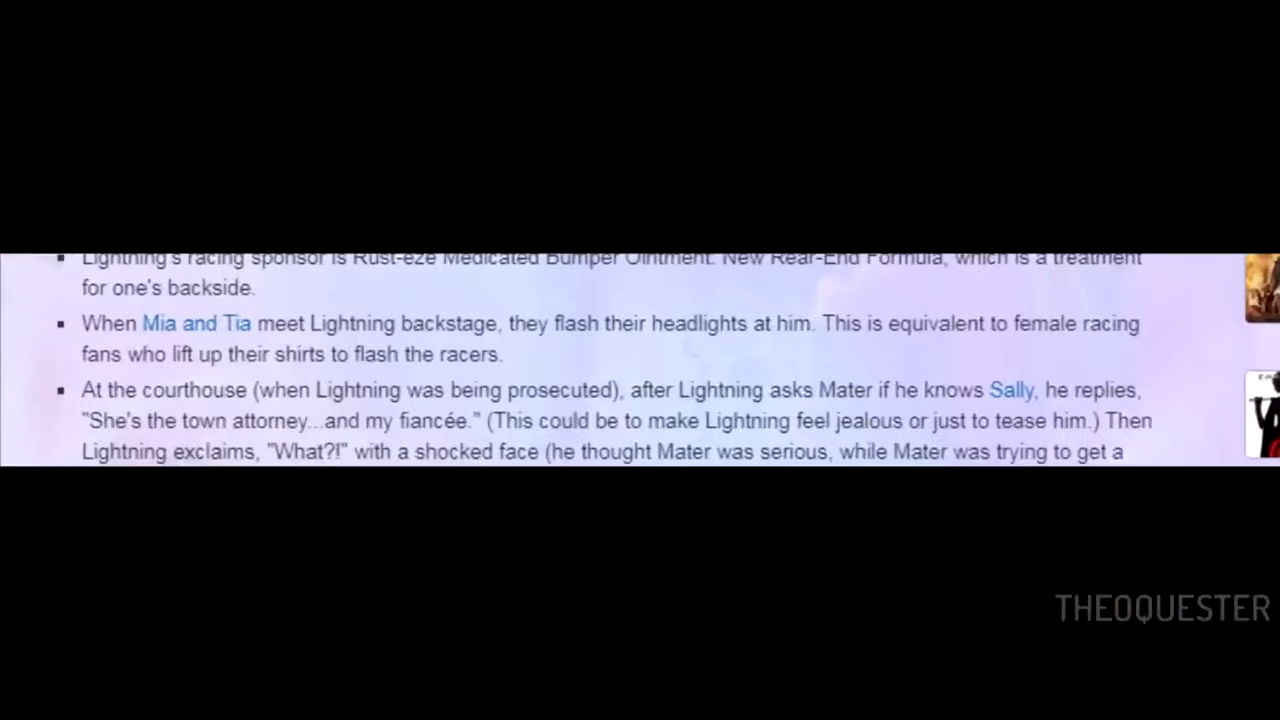 ▪ Lightning's racing sponsor is Rust-eze Medicated Bumper Ointment: New Rear-End Formula, which is a treatment
for one's backside.
▪ When Mia and Tia meet Lightning backstage, they flash their headlights at him. This is equivalent to female racing
fans who lift up their shirts to flash the racers.
▪ At the courthouse (when Lightning was being prosecuted), after Lightning asks Mater if he knows Sally, he replies,
"She's the town attorney...and my fiancée." (This could be to make Lightning feel jealous or just to tease him.) Then
Lightning exclaims, "What?!" with a shocked face (he thought Mater was serious, while Mater was trying to get a
THEOQUESTER